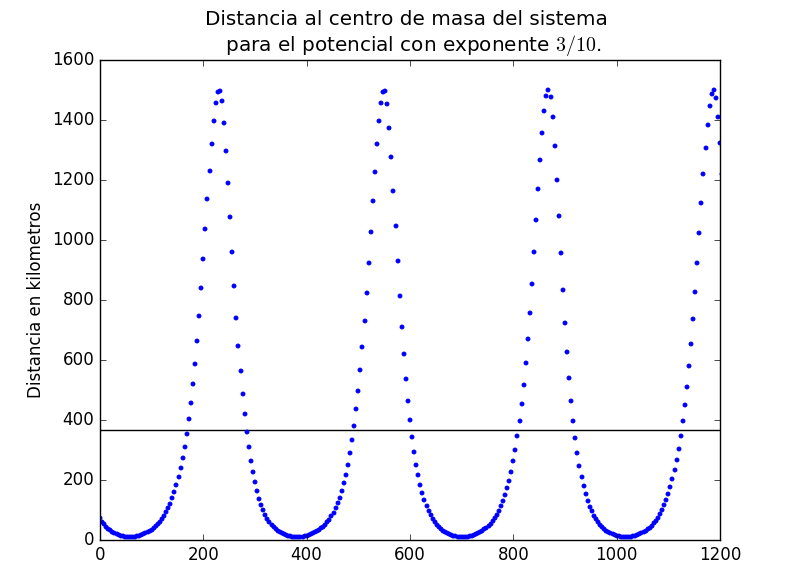 Distancia al centro de masa del sistema
para el potencial con exponente 3/10.
1600
1400
1200
1000
800
600
400
200
0
Distancia en kilometros
0 200 400 600 800 1000 1200